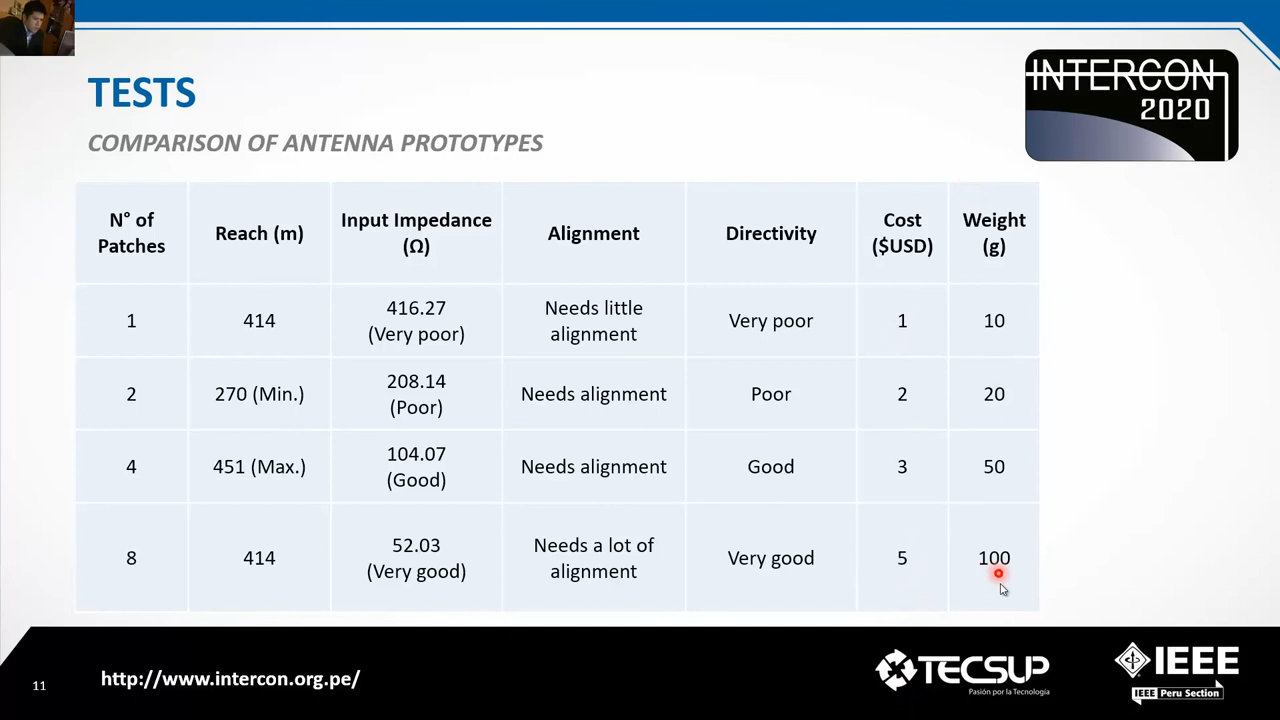 TESTS
COMPARISON OF ANTENNA PROTOTYPES
INTERCON
2020
N° of
Patches
Reach (m)
Input Impedance
(Ω)
Alignment
Directivity
Cost
($USD)
Weight
(g)
1
414
416.27
(Very poor)
Needs little
alignment
Very poor
1
10
2
270 (Min.)
208.14
(Poor)
Needs alignment
Poor
2
20
4
451 (Max.)
104.07
(Good)
Needs alignment
Good
3
50
8
414
52.03
(Very good)
Needs a lot of
alignment
Very good
5
100
11
http://www.intercon.org.pe/
TECSUP
Pasión por la Tecnología
IEEE
IEEE Peru Section